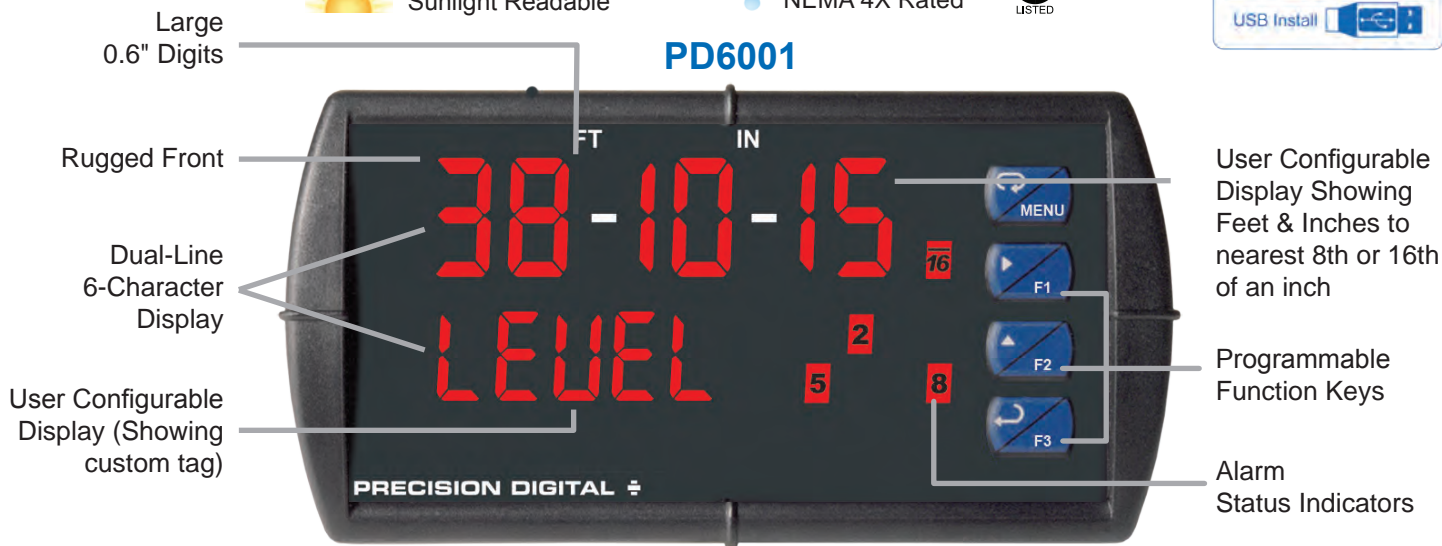 Sunlight Readable
NEMA 4X Rated
LISTED
USB Install
Large
0.6" Digits
PD6001
Rugged Front
FT
IN
38-10-15
16
MENU
F1
User Configurable
Display Showing
Feet & Inches to
nearest 8th or 16th
of an inch
Dual-Line
6-Character
Display
LEVEL
2
5
8
F2
F3
Programmable
Function Keys
User Configurable
Display (Showing
custom tag)
Alarm
Status Indicators
PRECISION DIGITAL